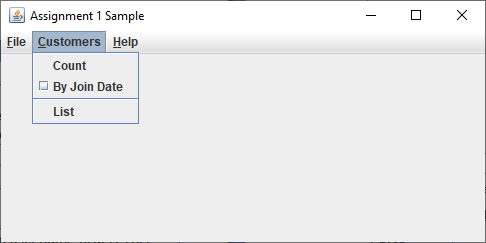 Assignment 1 Sample
File Customers Help
Count
By Join Date
List